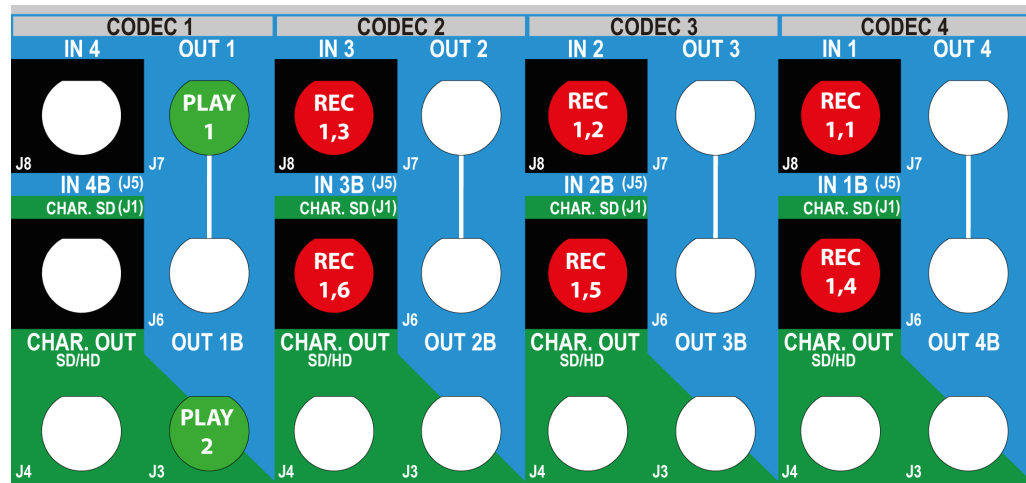 CODEC 1 CODEC 2 CODEC 3 CODEC 4
IN 4 OUT 1 IN 3 OUT 2 IN 2 OUT 3 IN 1 OUT 4
PLAY REC REC REC
1 1,3 1,2 1,1
J8 J7 J8 J7 J8 J7 J8 J7
IN 4B (J5) IN 3B (J5) IN 2B (J5) IN 1B (J5)
CHAR. SD (J1) CHAR. SD (J1) CHAR. SD (J1) CHAR. SD (J1)
REC REC REC
1,6 1,5 1,4
J6 J6 J6 J6
CHAR. OUT OUT 1B CHAR. OUT OUT 2B CHAR. OUT OUT 3B CHAR. OUT OUT 4B
SD/HD SD/HD SD/HD SD/HD
PLAY
2
J4 J3 J4 J3 J4 J3 J4 J3